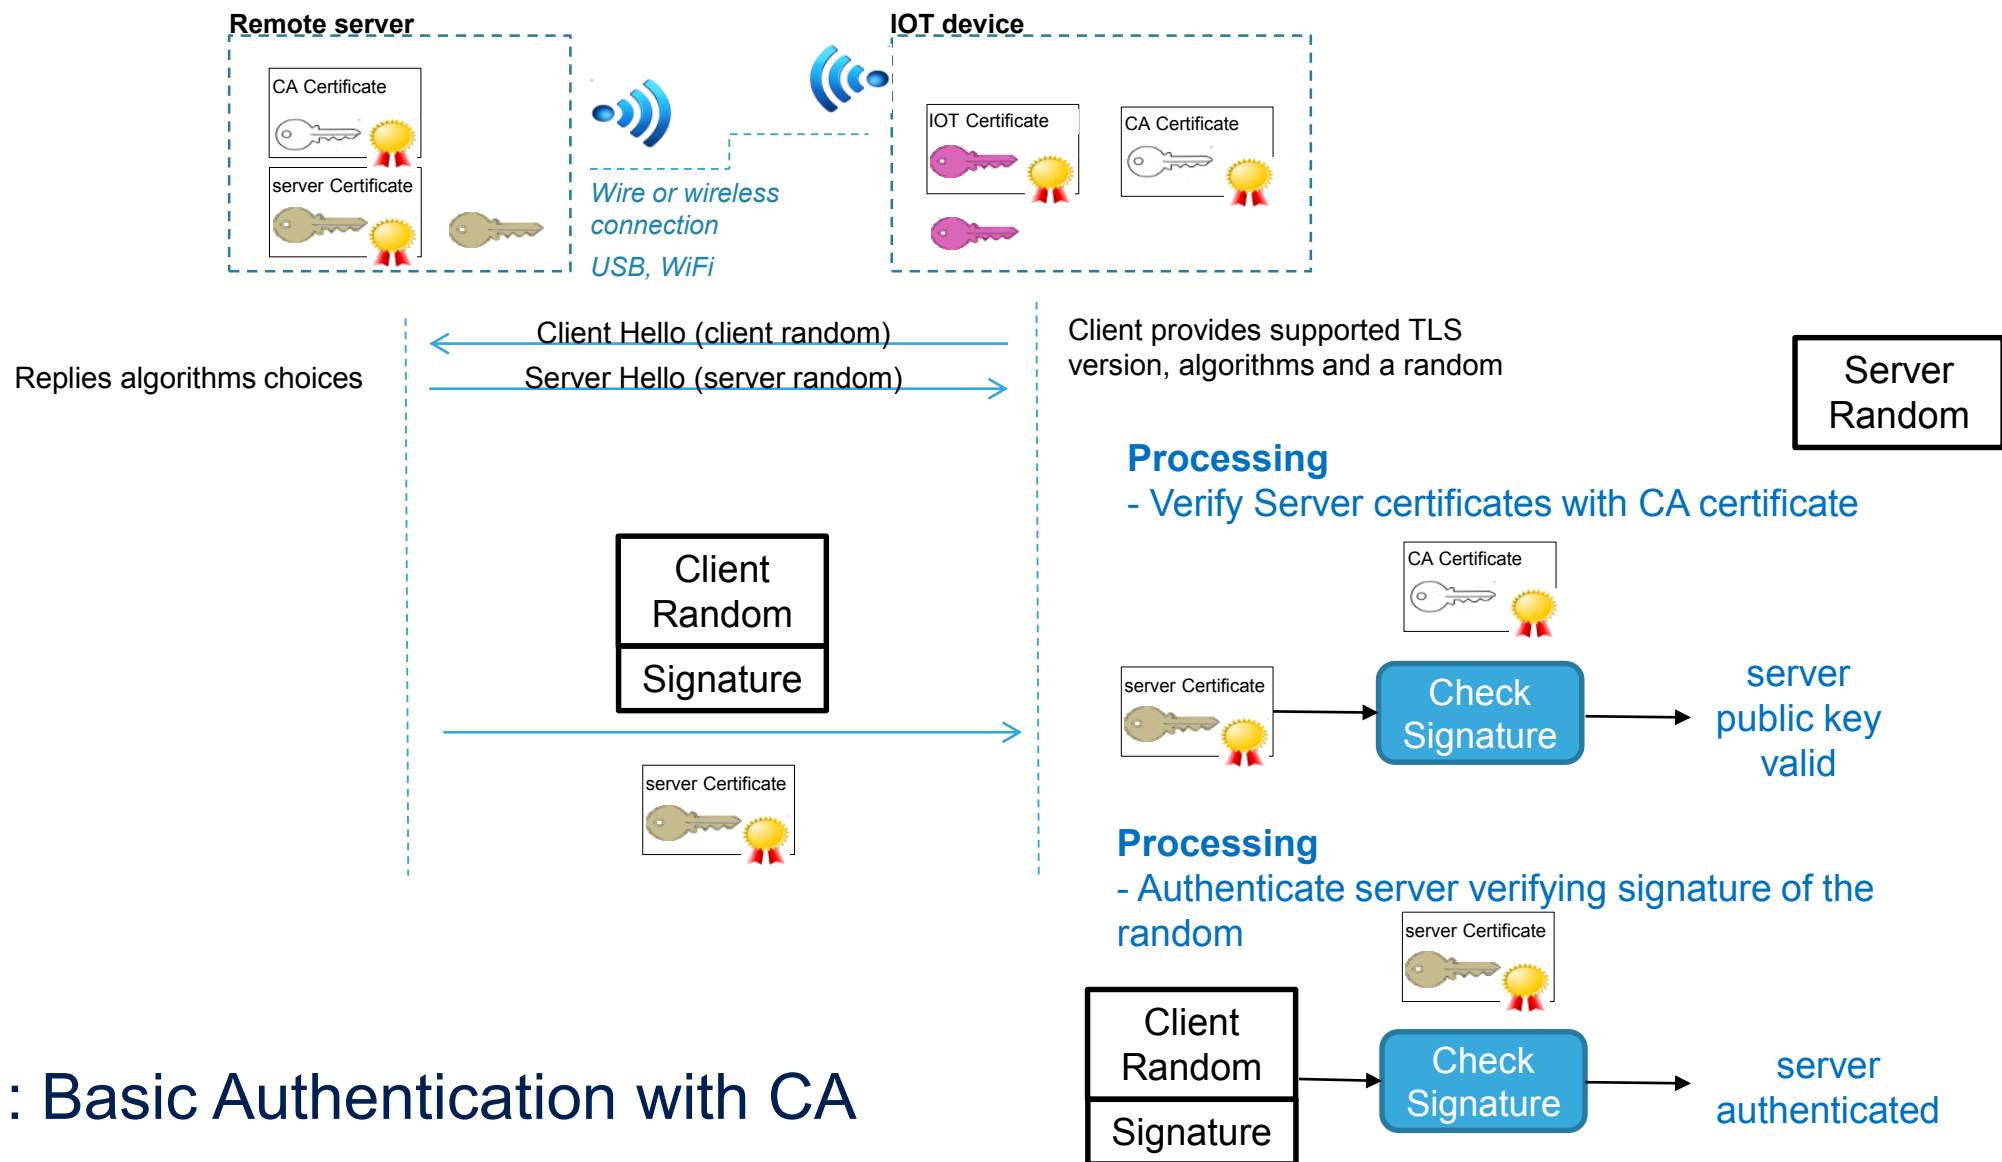 Remote server
IOT device
CA Certificate
server Certificate
Wire or wireless
connection
USB, WiFi
IOT Certificate
CA Certificate
Client Hello (client random)
Client provides supported TLS
version, algorithms and a random
Replies algorithms choices
Server Hello (server random)
Server
Random
Processing
- Verify Server certificates with CA certificate
Client
Random
Signature
CA Certificate
server Certificate
Check
Signature
server
public key
valid
server Certificate
Processing
- Authenticate server verifying signature of the
random
server Certificate
Client
Random
Signature
Check
Signature
server
authenticated
: Basic Authentication with CA